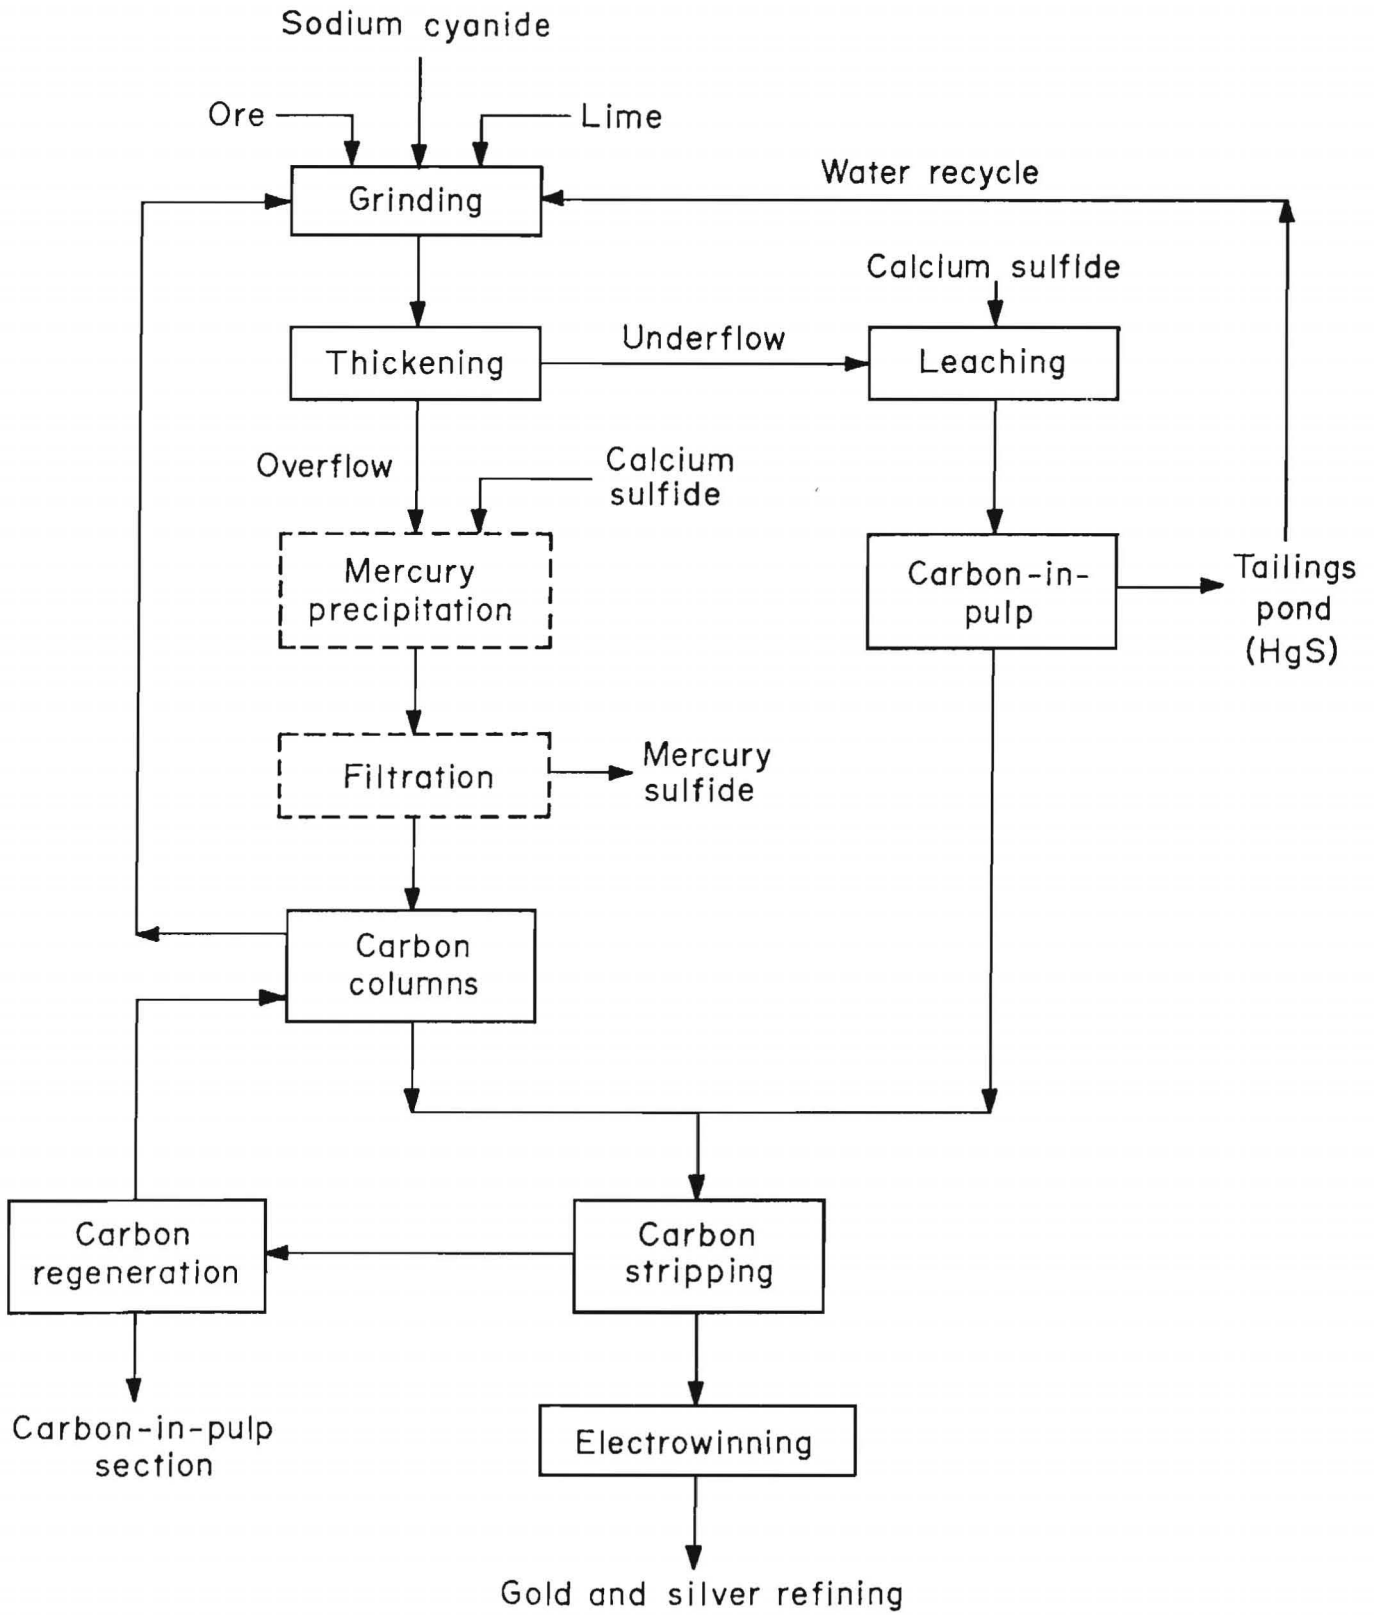 Sodium cyanide
Ore
Lime
Grinding
Water recycle
Calcium sulfide
Thickening
Underflow
Leaching
Overflow
Calcium
sulfide
Mercury
precipitation
Carbon-in-
pulp
Tailings
pond
(HgS)
Filtration
Mercury
sulfide
Carbon
columns
Carbon
regeneration
Carbon
stripping
Carbon-in-pulp
section
Electrowinning
Gold and silver refining